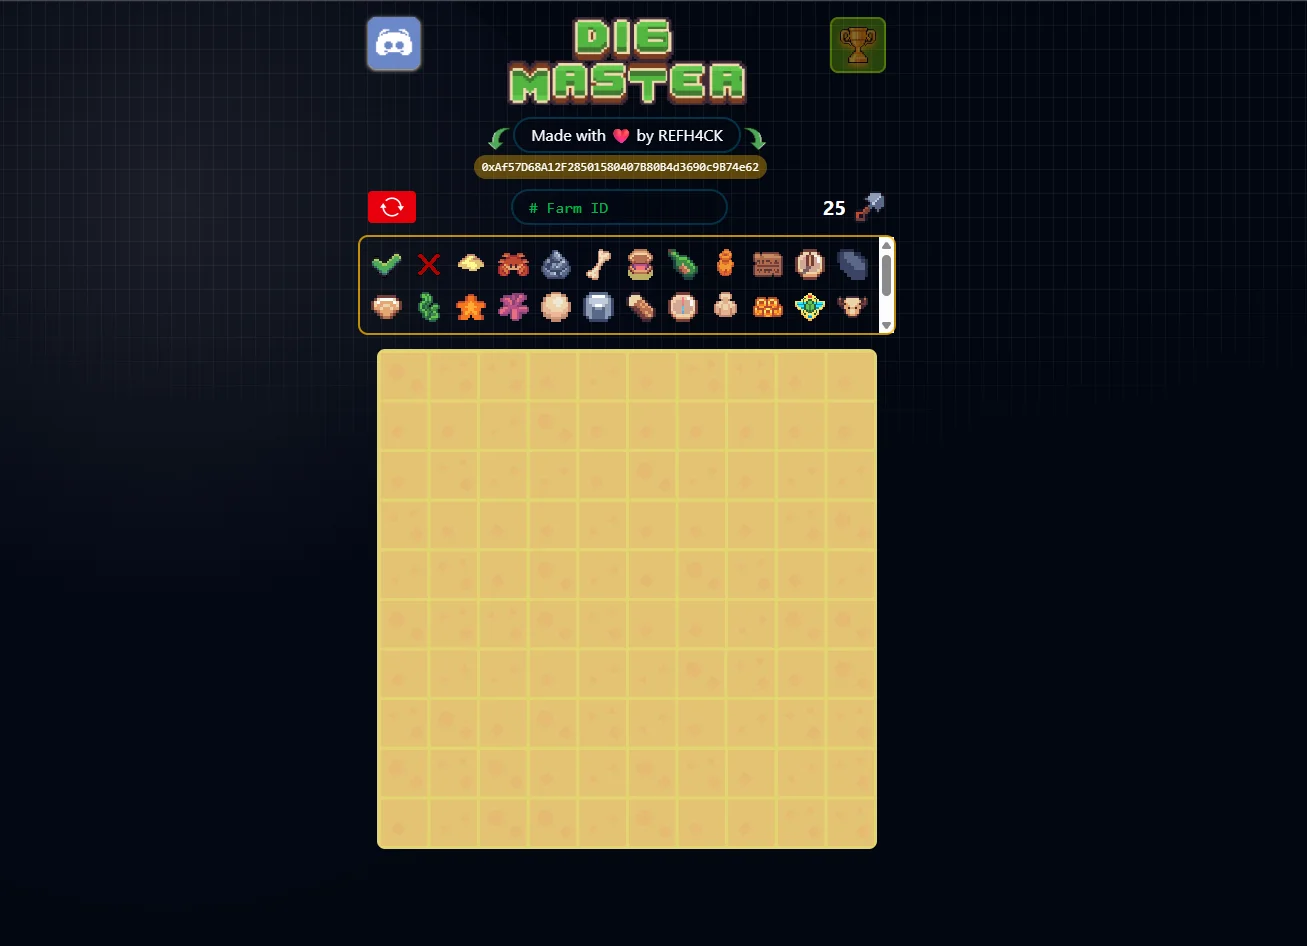 DIG
MASTER
Made with ❤ by REFH4CK
0xAf57D68A12F28501580407B80B4d3690c9B74e62
# Farm ID
25